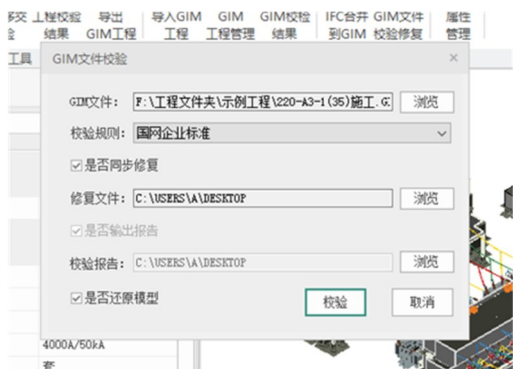 移交 工程校验 导出 导入GIM GIM GIM校检 IFC合并 GIM文件 属性
结果 GIM工程 工程 工程管理 结果 到GIM 校验修复 管理
工具
GIM文件校验 ×
GIM文件： F:\工程文件夹\示例工程\220-A3-1(35)施工.GI 浏览
校验规则： 国网企业标准
是否同步修复
修复文件： C:\USERS\A\DESKTOP 浏览
是否输出报告
校验报告： C:\USERS\A\DESKTOP 浏览
是否还原模型 校验 取消
4000A/50kA
套